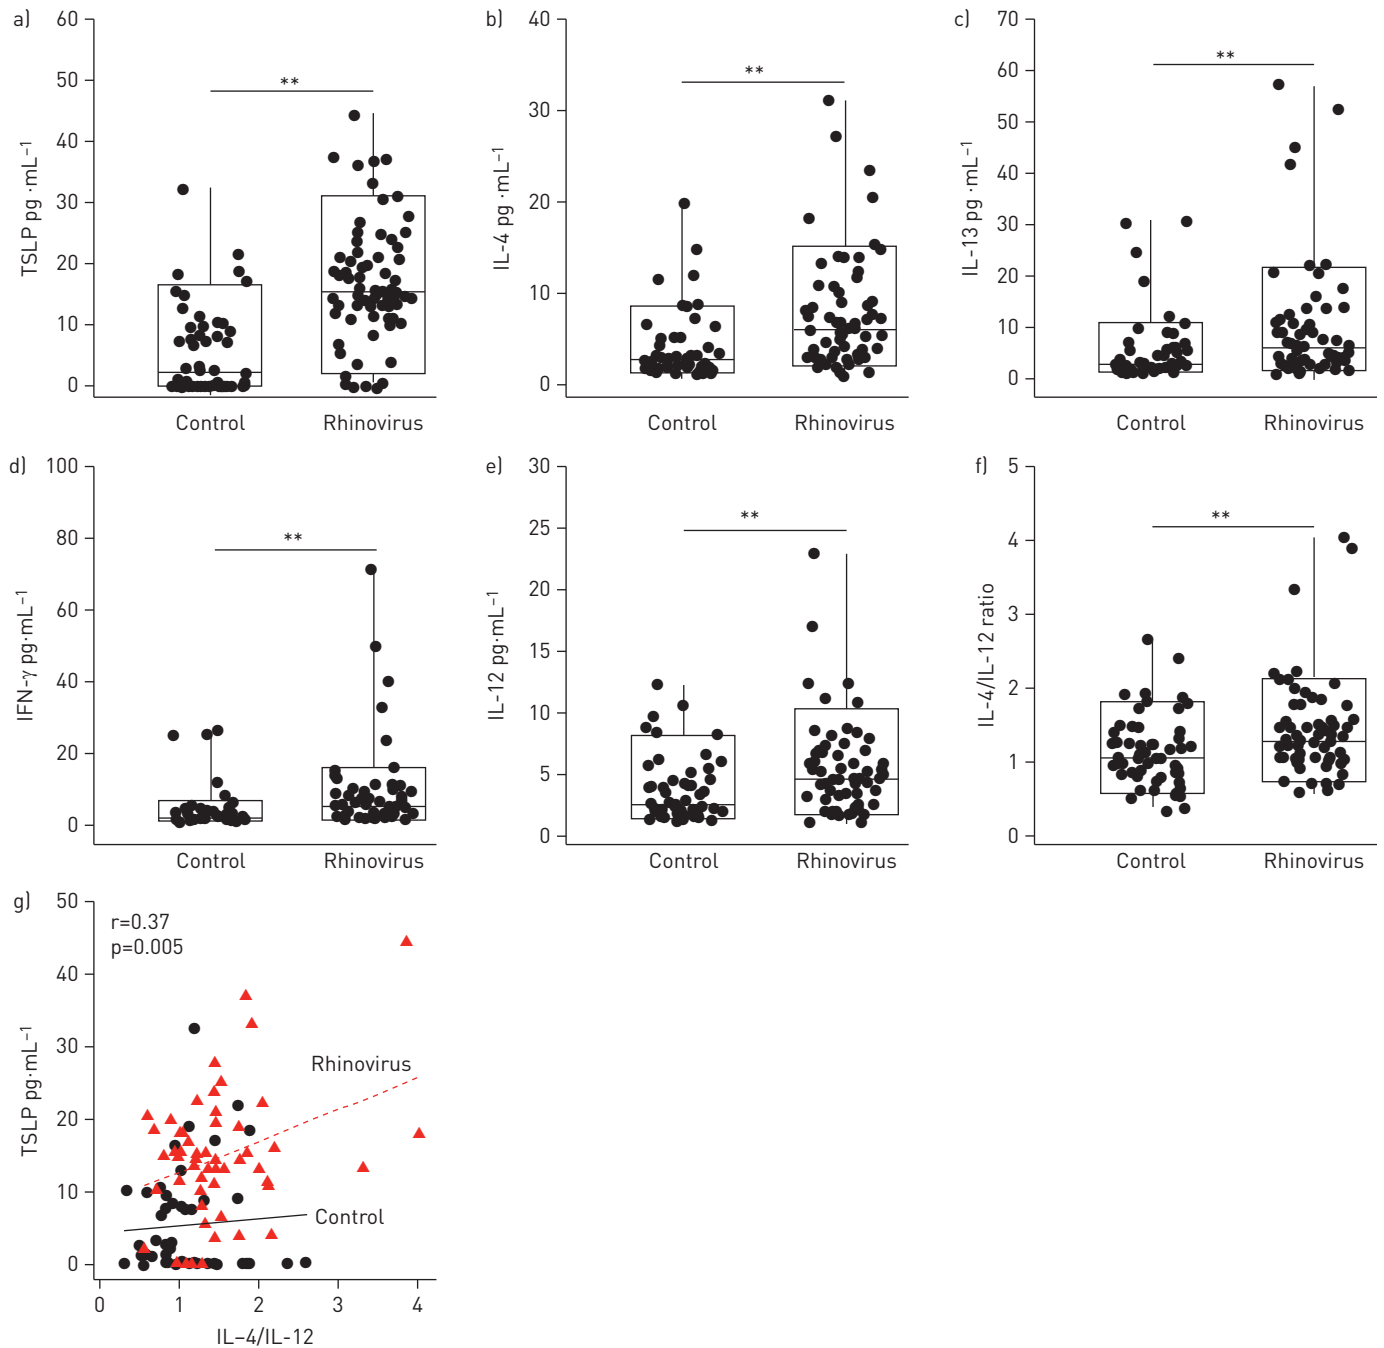 a)
60
50
40
30
20
10
0
TSLP pg ·mL⁻¹
**
Control
Rhinovirus
b)
40
30
20
10
0
IL-4 pg ·mL⁻¹
**
Control
Rhinovirus
c)
70
60
50
40
30
20
10
0
IL-13 pg ·mL⁻¹
**
Control
Rhinovirus
d)
100
80
60
40
20
0
IFN-γ pg·mL⁻¹
**
Control
Rhinovirus
e)
30
25
20
15
10
5
0
IL-12 pg·mL⁻¹
**
Control
Rhinovirus
f)
5
4
3
2
1
0
IL-4/IL-12 ratio
**
Control
Rhinovirus
g)
50
40
30
20
10
0
TSLP pg·mL⁻¹
r=0.37
p=0.005
Rhinovirus
Control
0 1 2 3 4
IL–4/IL-12